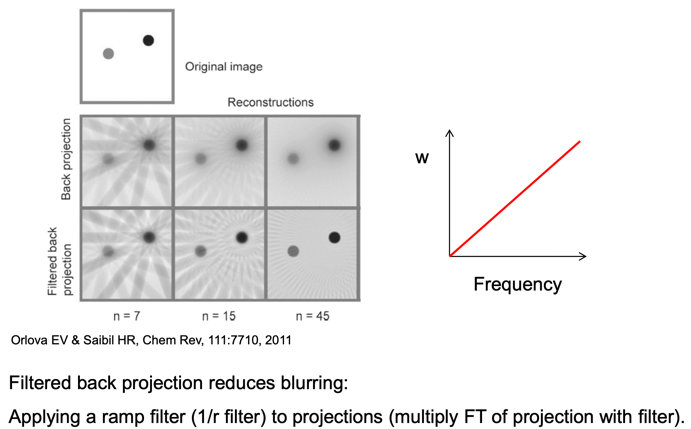 Original image
Reconstructions
Back projection
Filtered back
projection
n = 7
n = 15
n = 45
w
Frequency
Orlova EV & Saibil HR, Chem Rev, 111:7710, 2011
Filtered back projection reduces blurring:
Applying a ramp filter (1/r filter) to projections (multiply FT of projection with filter).